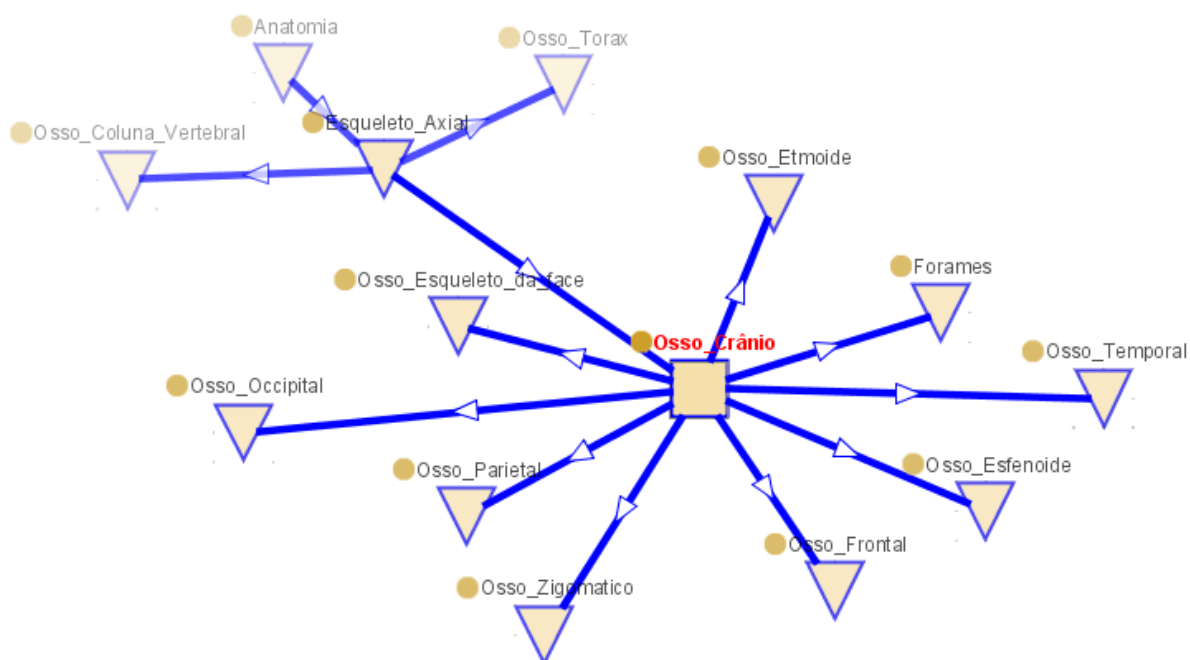 Anatomia
Osso_Torax
Esqueleto_Axial
Osso_Coluna_Vertebral
Osso_Etmoide
Osso_Esqueleto_da_face
Forames
Osso_Crânio
Osso_Temporal
Osso_Occipital
Osso_Parietal
Osso_Esfenoide
Osso_Frontal
Osso_Zigomatico